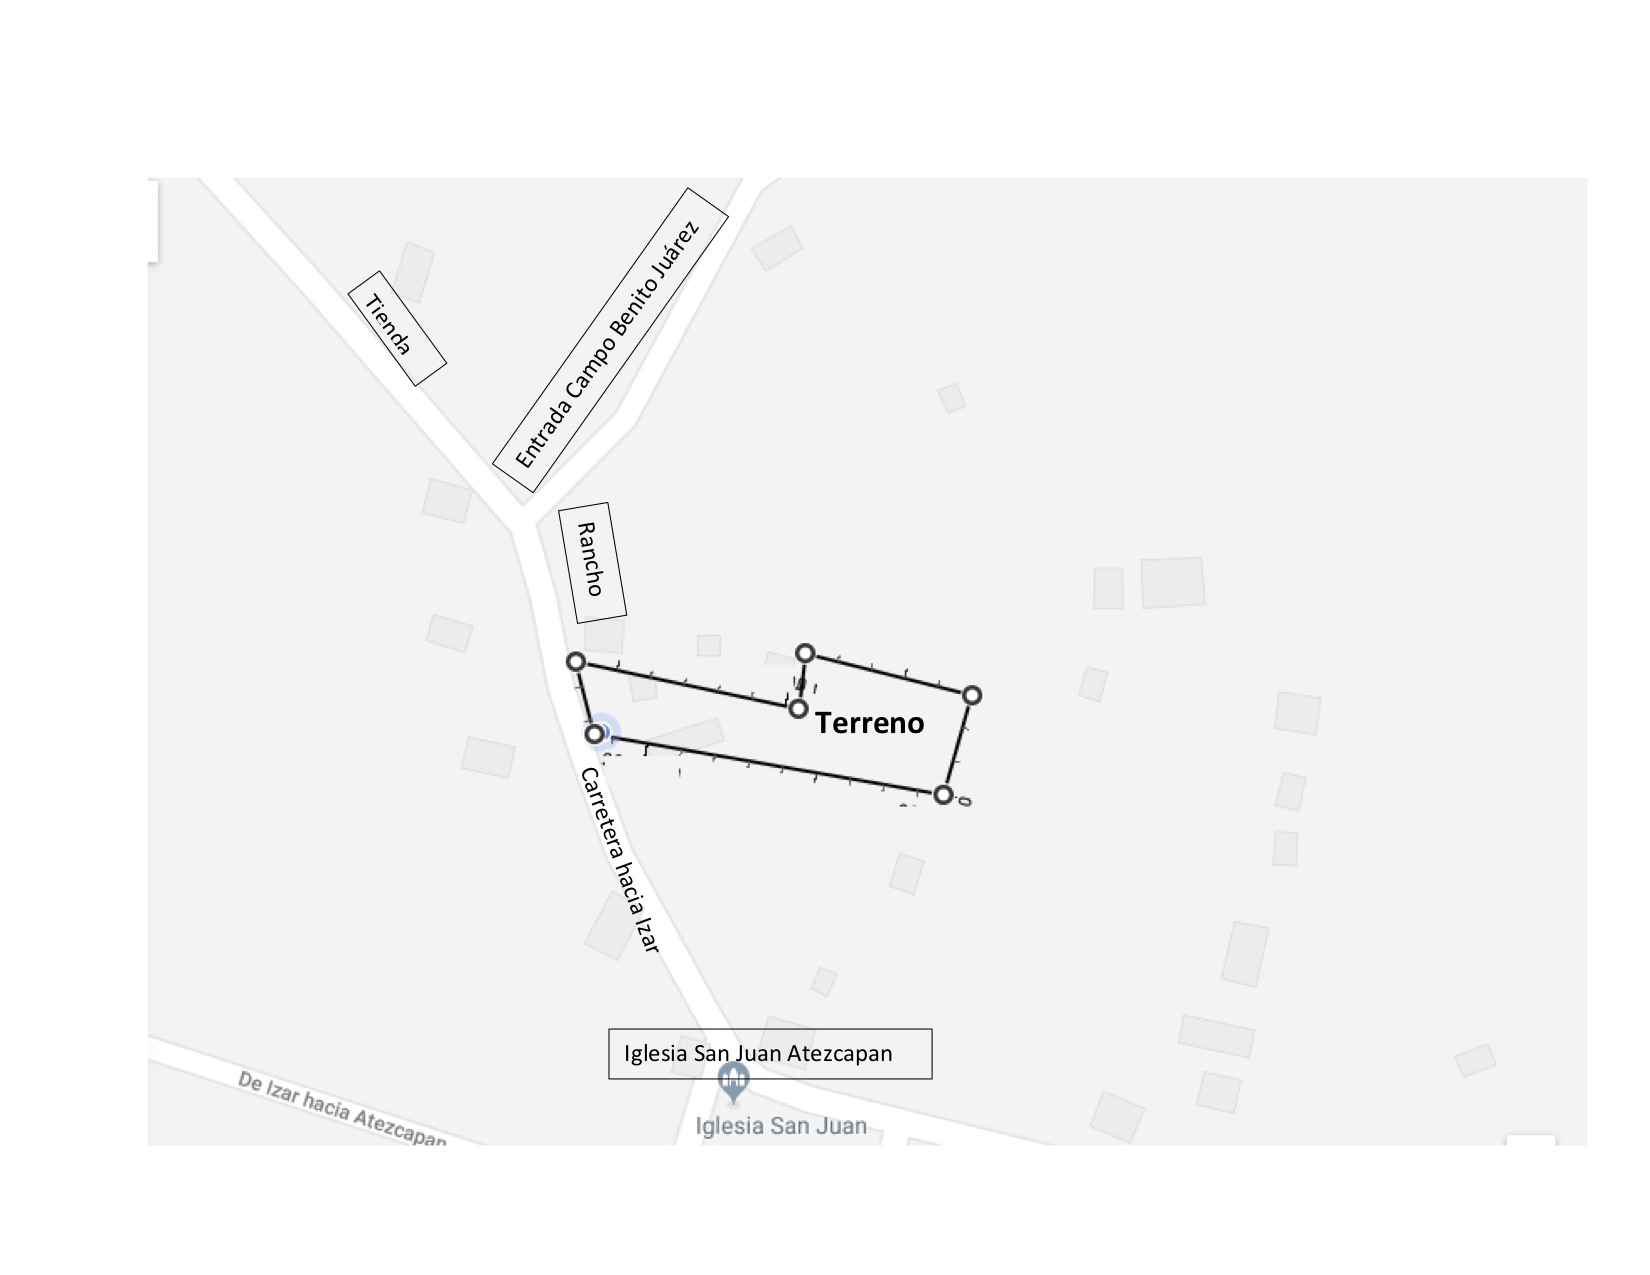 Entrada Campo Benito Juárez
Tienda
Rancho
Terreno
Carretera hacia Izar
Iglesia San Juan Atezcapan
De Izar hacia Atezcapan
Iglesia San Juan